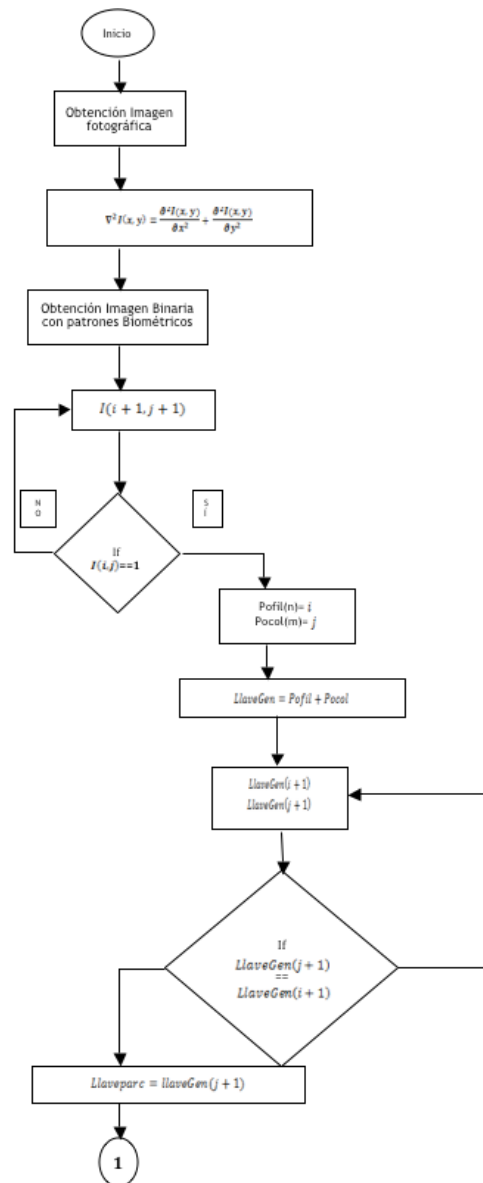 Inicio
Obtención Imagen
fotográfica
∇²I(x, y) = ∂²I(x, y)/∂x² + ∂²I(x, y)/∂y²
Obtención Imagen Binaria
con patrones Biométricos
I(i + 1, j + 1)
N
O
S
Í
If
I(i,j)==1
Pofil(n)= i
Pocol(m)= j
LlaveGen = Pofil + Pocol
LlaveGen(i + 1)
LlaveGen(j + 1)
If
LlaveGen(j + 1)
==
LlaveGen(i + 1)
Llaveparc = llaveGen(j + 1)
1